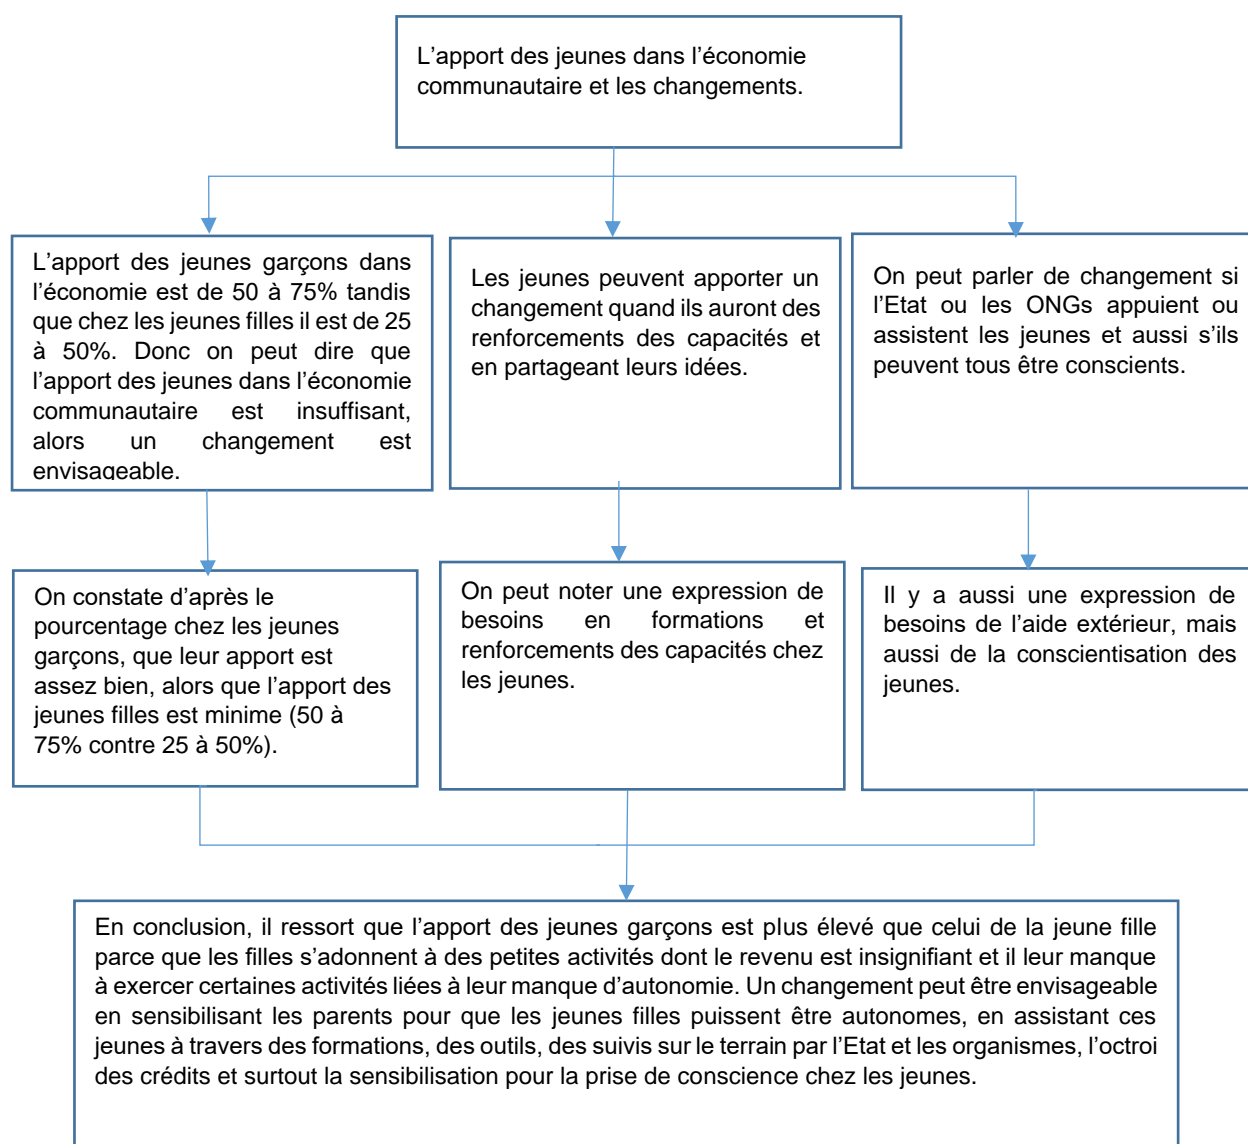 L’apport des jeunes dans l’économie
communautaire et les changements.
L’apport des jeunes garçons dans
l’économie est de 50 à 75% tandis
que chez les jeunes filles il est de 25
à 50%. Donc on peut dire que
l’apport des jeunes dans l’économie
communautaire est insuffisant,
alors un changement est
envisageable.
Les jeunes peuvent apporter un
changement quand ils auront des
renforcements des capacités et
en partageant leurs idées.
On peut parler de changement si
l’Etat ou les ONGs appuient ou
assistent les jeunes et aussi s’ils
peuvent tous être conscients.
On constate d’après le
pourcentage chez les jeunes
garçons, que leur apport est
assez bien, alors que l’apport des
jeunes filles est minime (50 à
75% contre 25 à 50%).
On peut noter une expression de
besoins en formations et
renforcements des capacités chez
les jeunes.
Il y a aussi une expression de
besoins de l’aide extérieur, mais
aussi de la conscientisation des
jeunes.
En conclusion, il ressort que l’apport des jeunes garçons est plus élevé que celui de la jeune fille
parce que les filles s’adonnent à des petites activités dont le revenu est insignifiant et il leur manque
à exercer certaines activités liées à leur manque d’autonomie. Un changement peut être envisageable
en sensibilisant les parents pour que les jeunes filles puissent être autonomes, en assistant ces
jeunes à travers des formations, des outils, des suivis sur le terrain par l’Etat et les organismes, l’octroi
des crédits et surtout la sensibilisation pour la prise de conscience chez les jeunes.